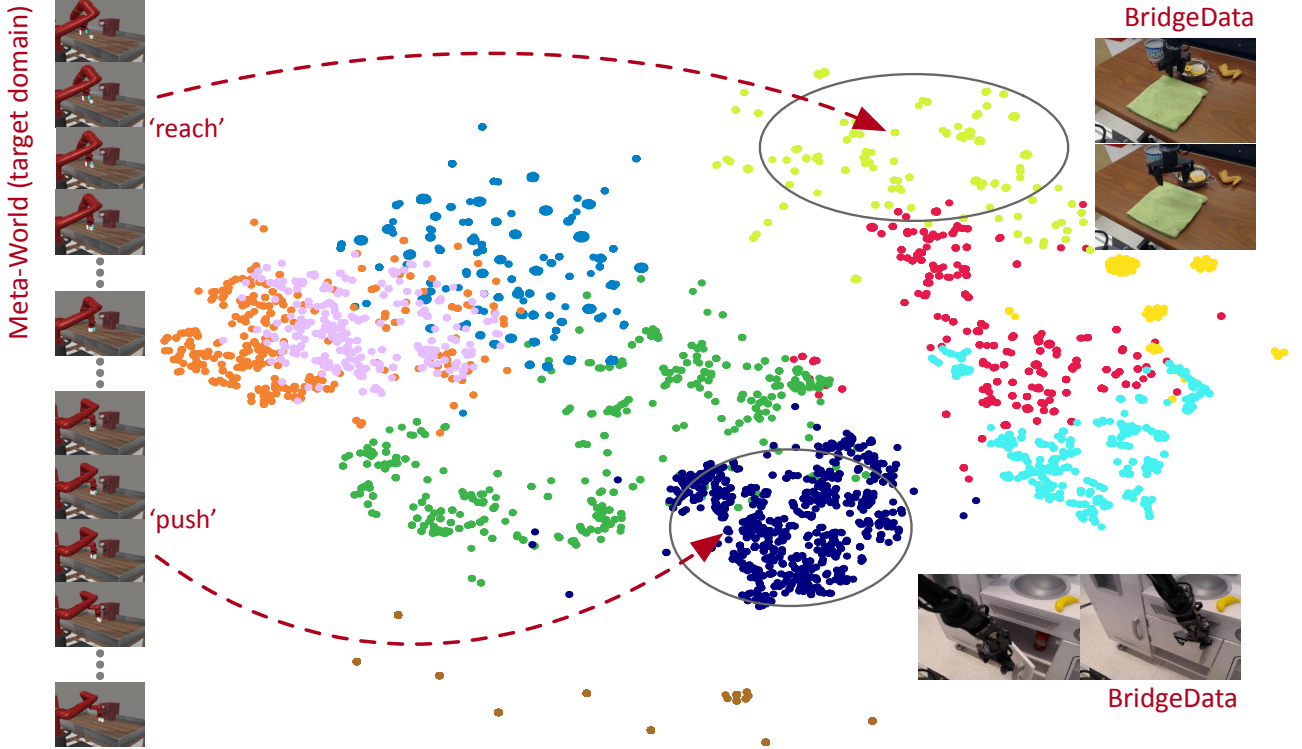 Meta-World (target domain)
BridgeData
'reach'
'push'
BridgeData